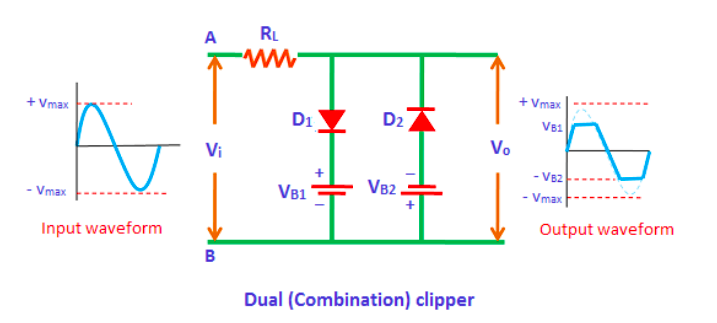 A
RL
+ Vmax
- Vmax
Input waveform
Vi
D1
D2
+
−
VB1
−
VB2
+
Vo
+ Vmax
VB1
- VB2
- Vmax
Output waveform
B
Dual (Combination) clipper